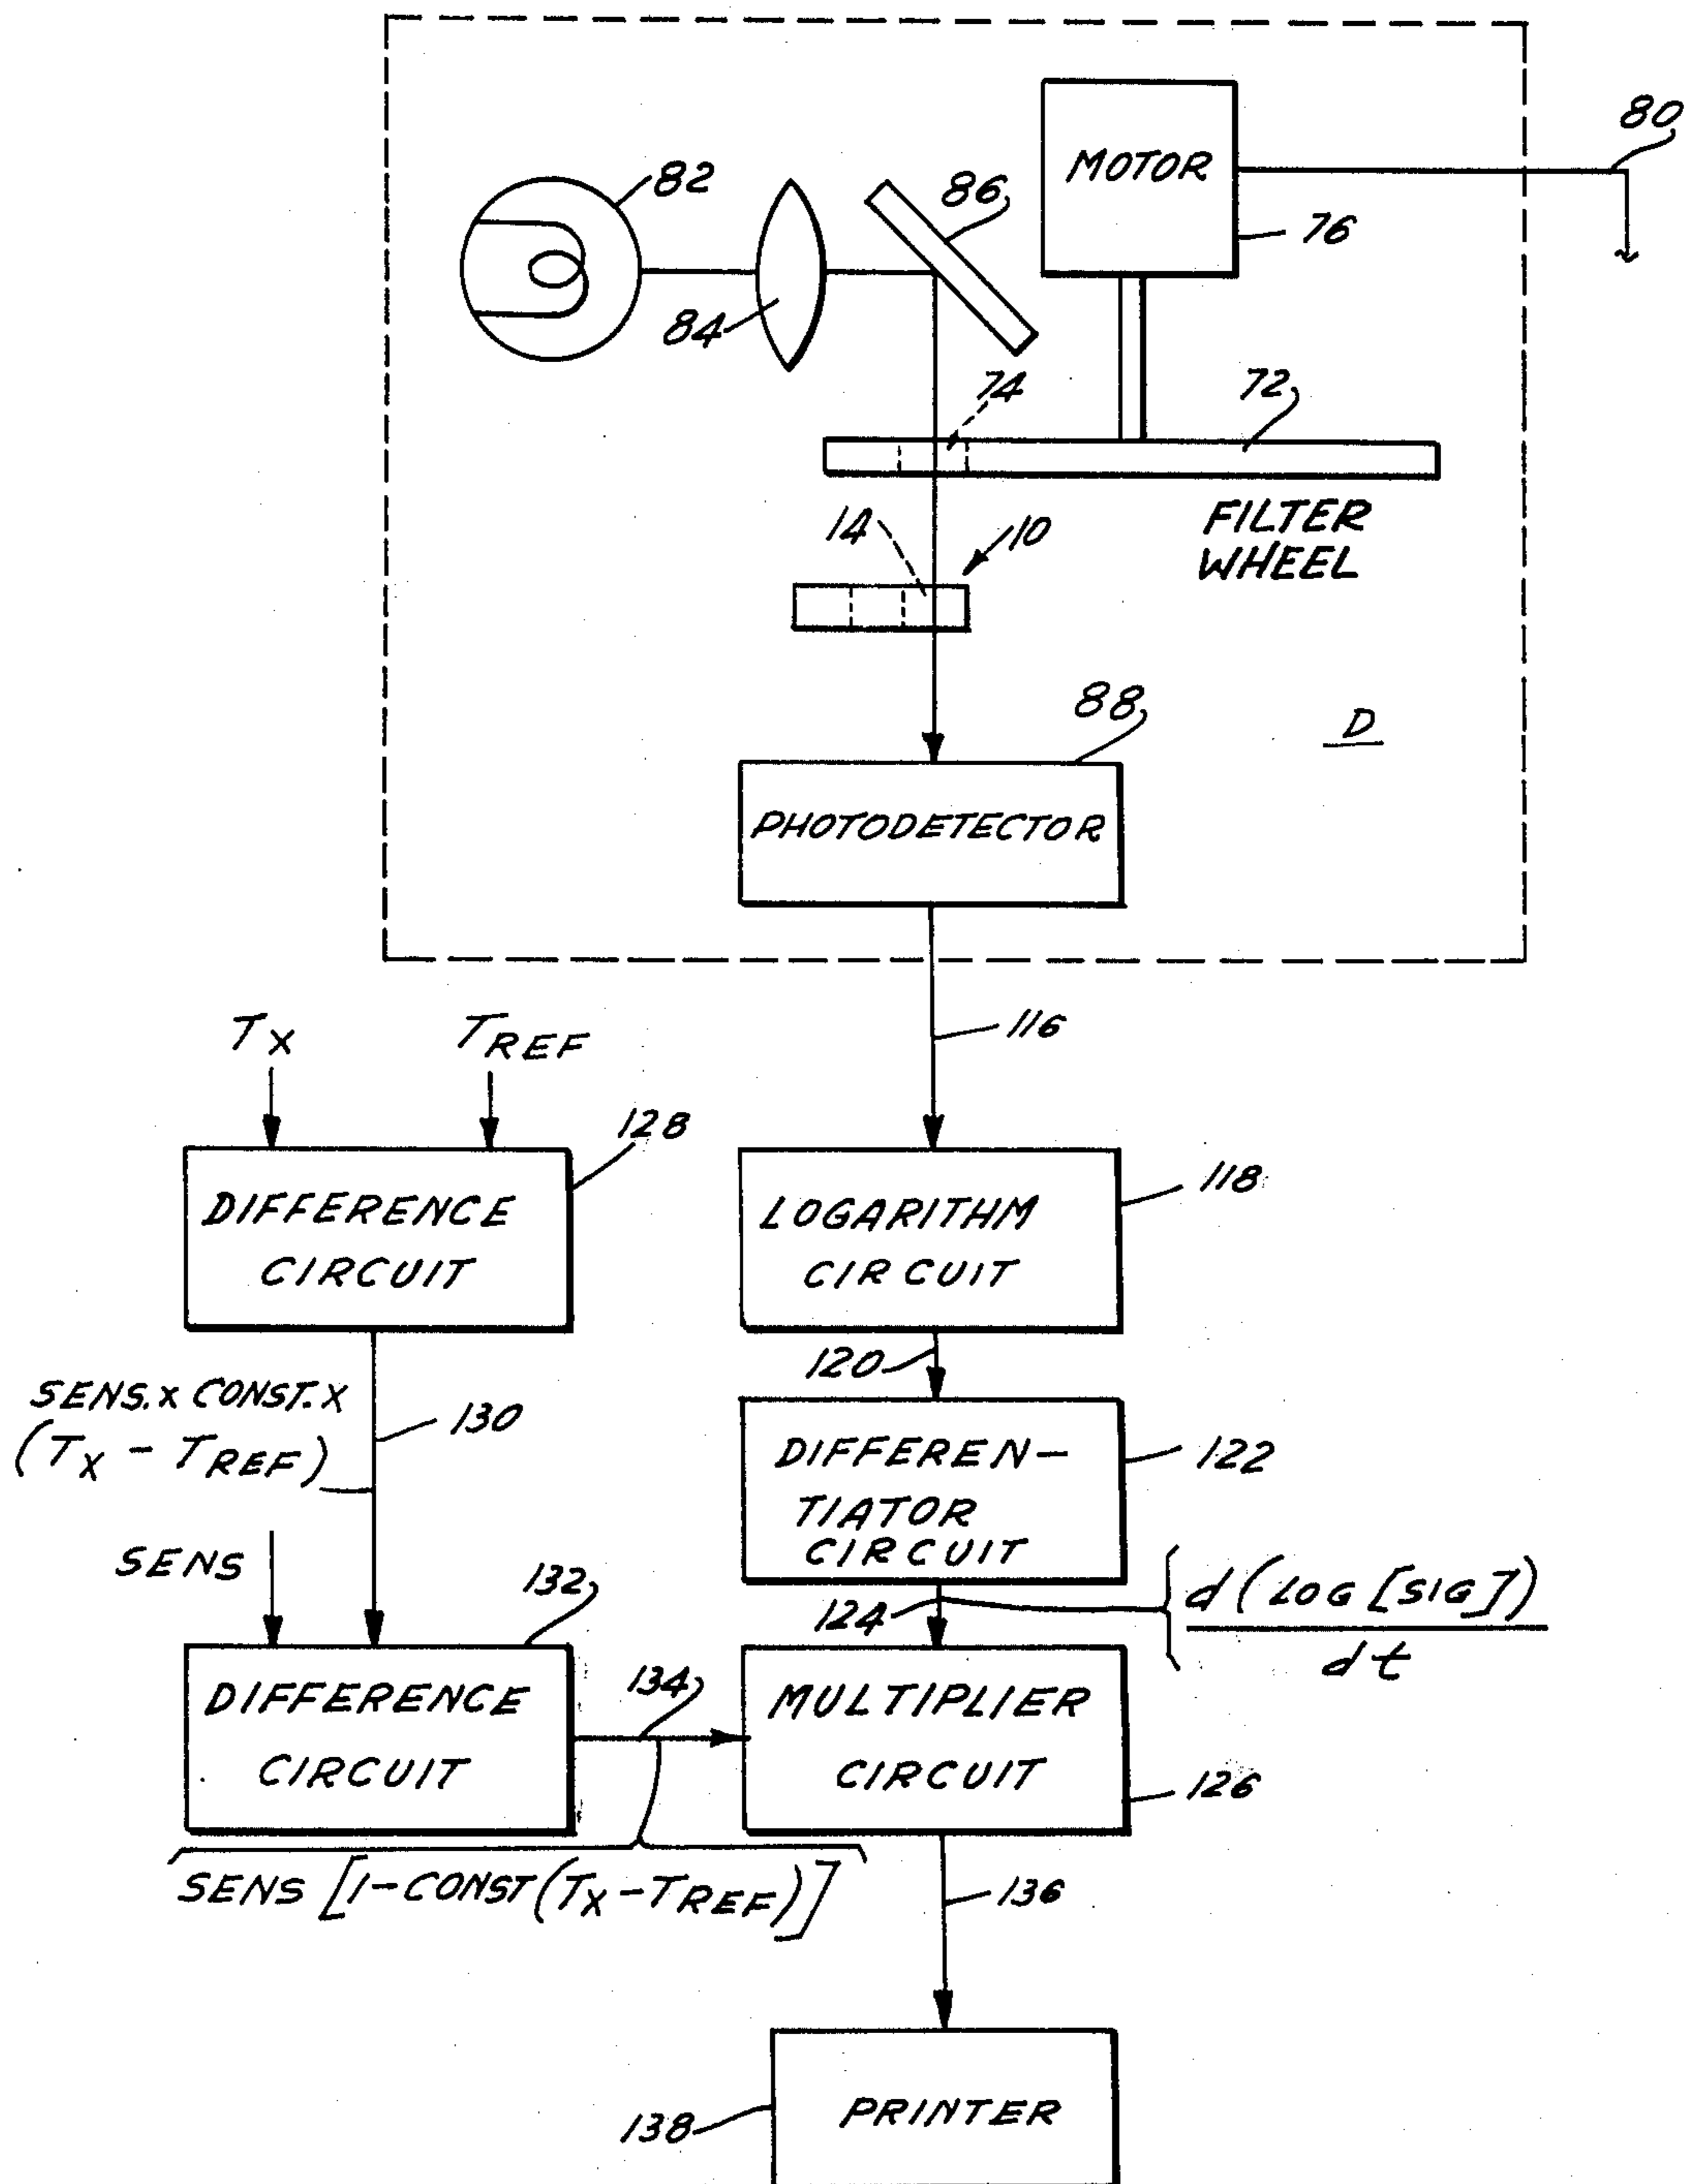 MOTOR
80
82
86
76
84
74
72
FILTER
WHEEL
14
10
88
D
PHOTODETECTOR
116
TX
TREF
128
118
DIFFERENCE
CIRCUIT
LOGARITHM
CIRCUIT
120
SENS. X CONST. X
(TX - TREF)
130
DIFFEREN-
TIATOR
CIRCUIT
122
SENS
132
124
d (LOG [SIG])
dt
DIFFERENCE
CIRCUIT
134
MULTIPLIER
CIRCUIT
126
SENS [1-CONST(TX-TREF)]
136
138
PRINTER